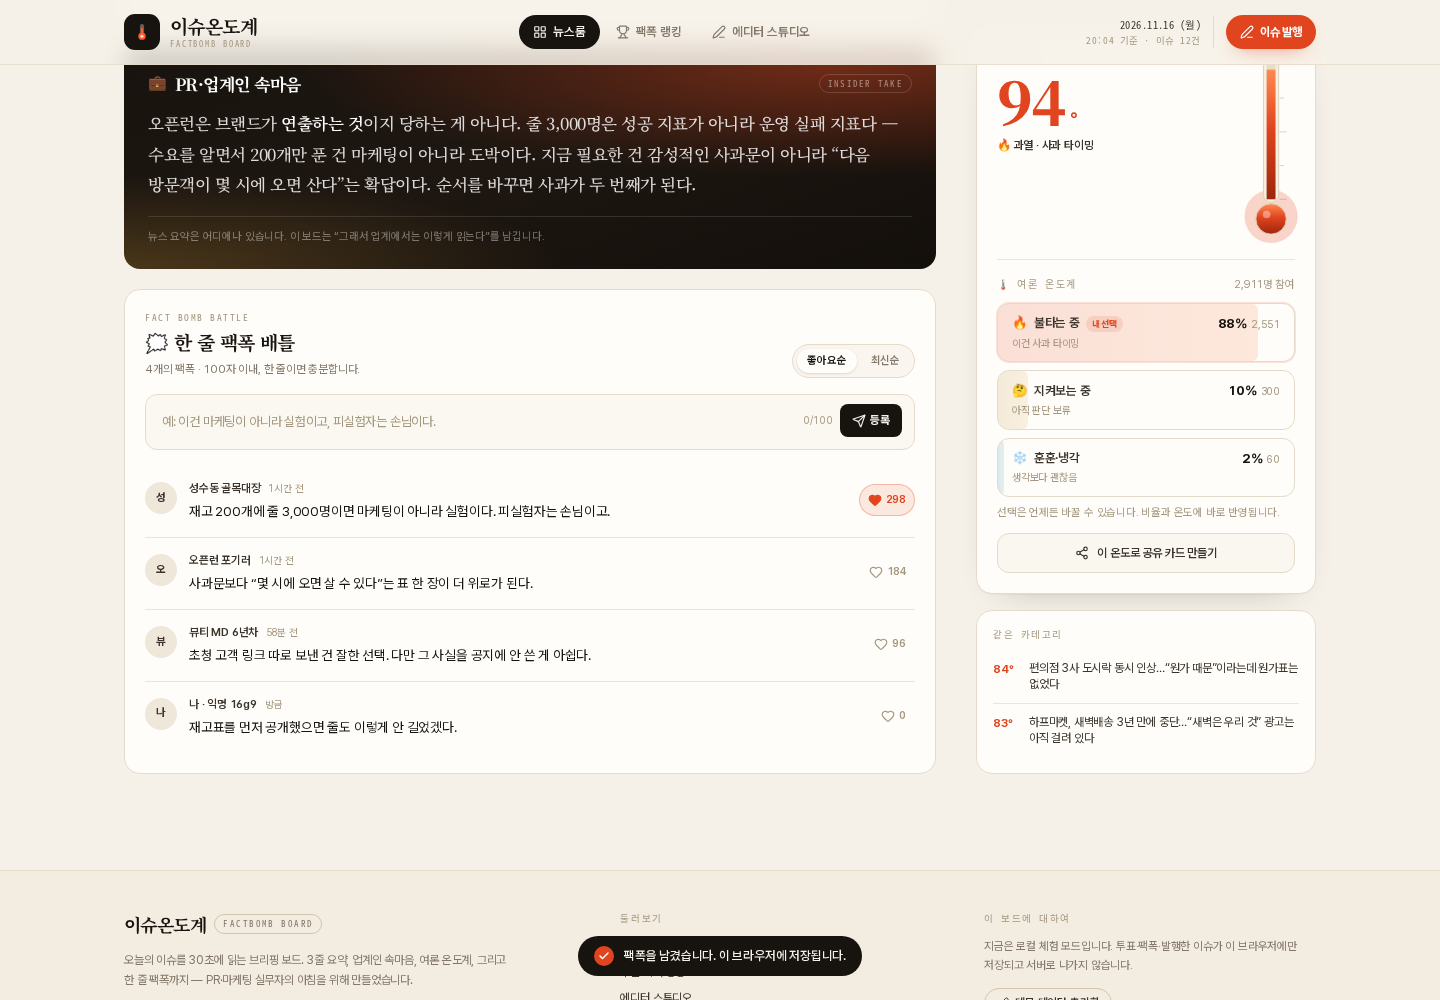 이슈온도계
FACTBOMB BOARD
뉴스룸
팩폭 랭킹
에디터 스튜디오
2026.11.16 (월)
20:04 기준 · 이슈 12건
이슈 발행
PR·업계인 속마음
INSIDER TAKE
오픈런은 브랜드가 연출하는 것이지 당하는 게 아니다. 줄 3,000명은 성공 지표가 아니라 운영 실패 지표다 —
수요를 알면서 200개만 푼 건 마케팅이 아니라 도박이다. 지금 필요한 건 감성적인 사과문이 아니라 “다음
방문객이 몇 시에 오면 산다”는 확답이다. 순서를 바꾸면 사과가 두 번째가 된다.
뉴스 요약은 어디에나 있습니다. 이 보드는 “그래서 업계에서는 이렇게 읽는다”를 남깁니다.
FACT BOMB BATTLE
한 줄 팩폭 배틀
4개의 팩폭 · 100자 이내, 한 줄이면 충분합니다.
좋아요순
최신순
예: 이건 마케팅이 아니라 실험이고, 피실험자는 손님이다.
0/100
등록
성
성수동 골목대장 1시간 전
재고 200개에 줄 3,000명이면 마케팅이 아니라 실험이다. 피실험자는 손님이고.
298
오
오픈런 포기러 1시간 전
사과문보다 “몇 시에 오면 살 수 있다”는 표 한 장이 더 위로가 된다.
184
뷰
뷰티 MD 6년차 58분 전
초청 고객 링크 따로 보낸 건 잘한 선택. 다만 그 사실을 공지에 안 쓴 게 아쉽다.
96
나
나 · 익명 16g9 방금
재고표를 먼저 공개했으면 줄도 이렇게 안 길었겠다.
0
94°
과열 · 사과 타이밍
여론 온도계
2,911명 참여
불타는 중 내 선택
88% 2,551
이건 사과 타이밍
지켜보는 중
10% 300
아직 판단 보류
훈훈·냉각
2% 60
생각보다 괜찮음
선택은 언제든 바꿀 수 있습니다. 비율과 온도에 바로 반영됩니다.
이 온도로 공유 카드 만들기
같은 카테고리
84°
편의점 3사 도시락 동시 인상…“원가 때문”이라는데 원가표는
없었다
83°
하프마켓, 새벽배송 3년 만에 중단…“새벽은 우리 것” 광고는
아직 걸려 있다
이슈온도계
FACTBOMB BOARD
오늘의 이슈를 30초에 읽는 브리핑 보드. 3줄 요약, 업계인 속마음, 여론 온도계, 그리고
한 줄 팩폭까지 — PR·마케팅 실무자의 아침을 위해 만들었습니다.
둘러보기
에디터 스튜디오
이 보드에 대하여
지금은 로컬 체험 모드입니다. 투표·팩폭·발행한 이슈가 이 브라우저에만
저장되고 서버로 나가지 않습니다.
팩폭을 남겼습니다. 이 브라우저에 저장됩니다.